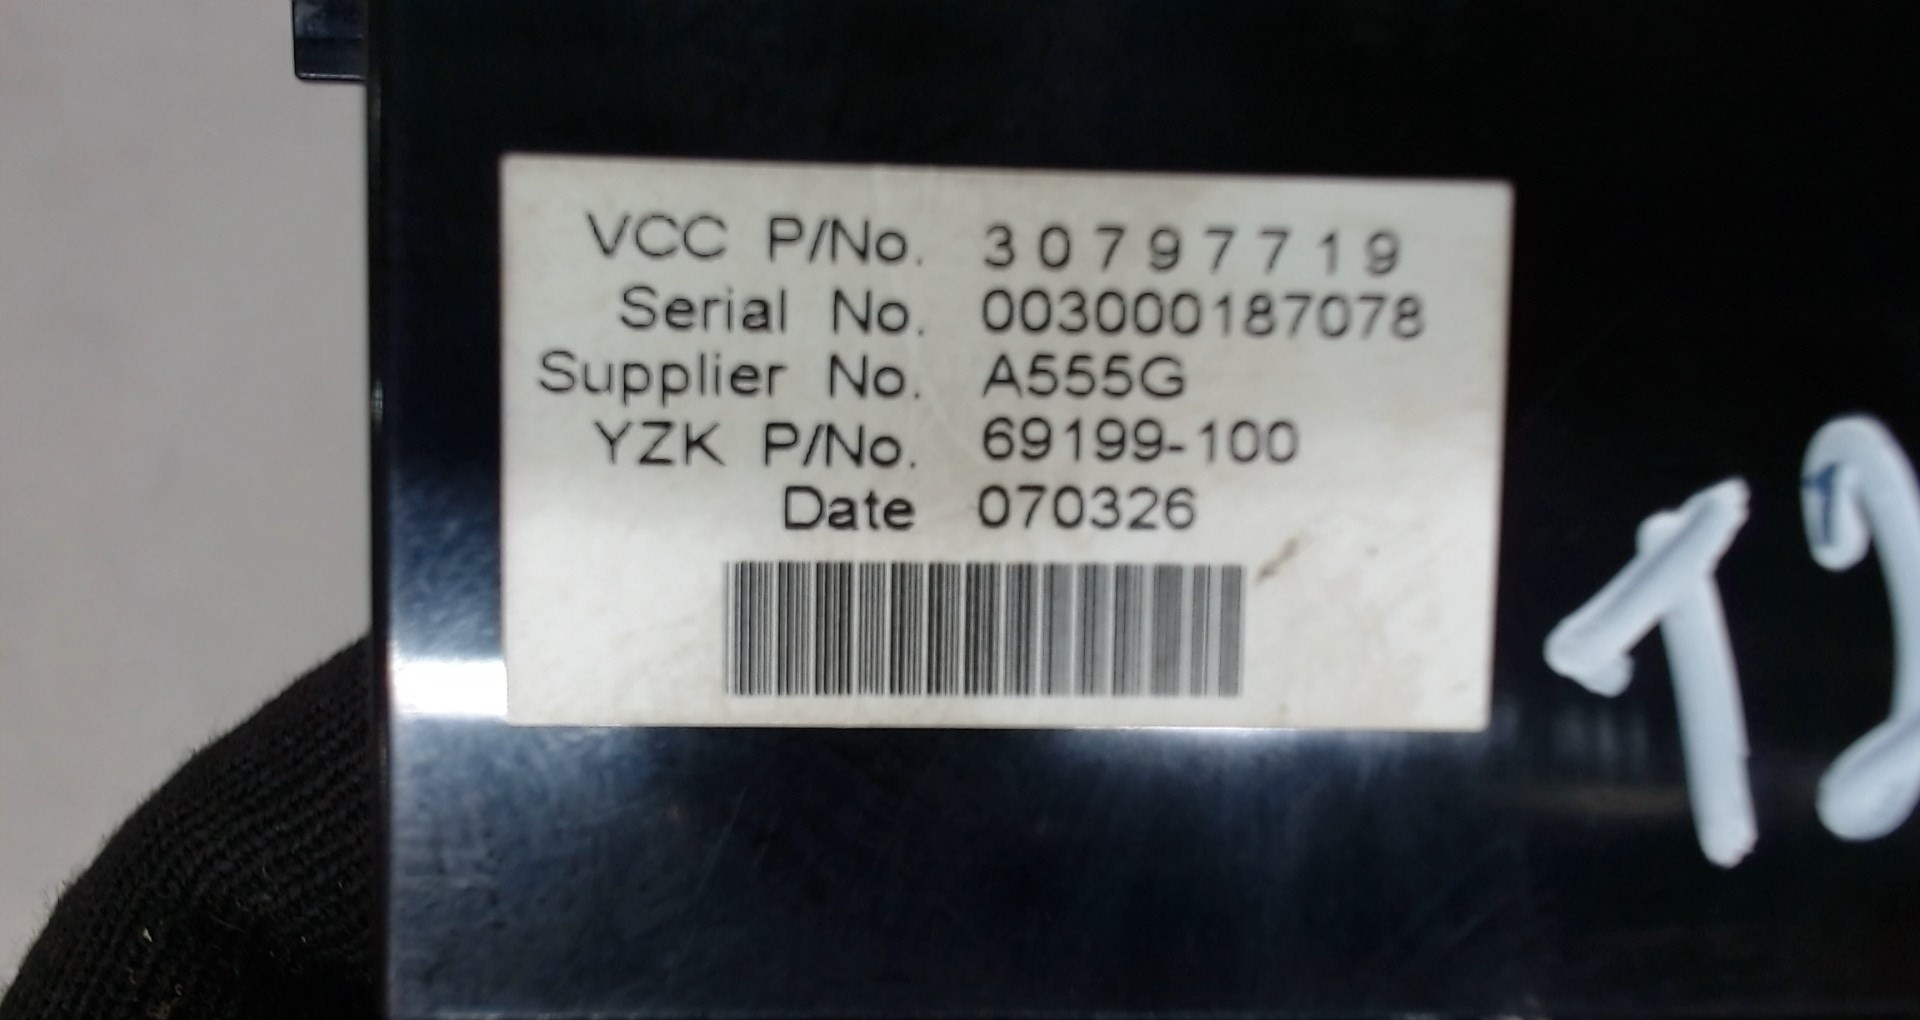 VCC P/No. 30797719
Serial No. 003000187078
Supplier No. A555G
YZK P/No. 69199-100
Date 070326